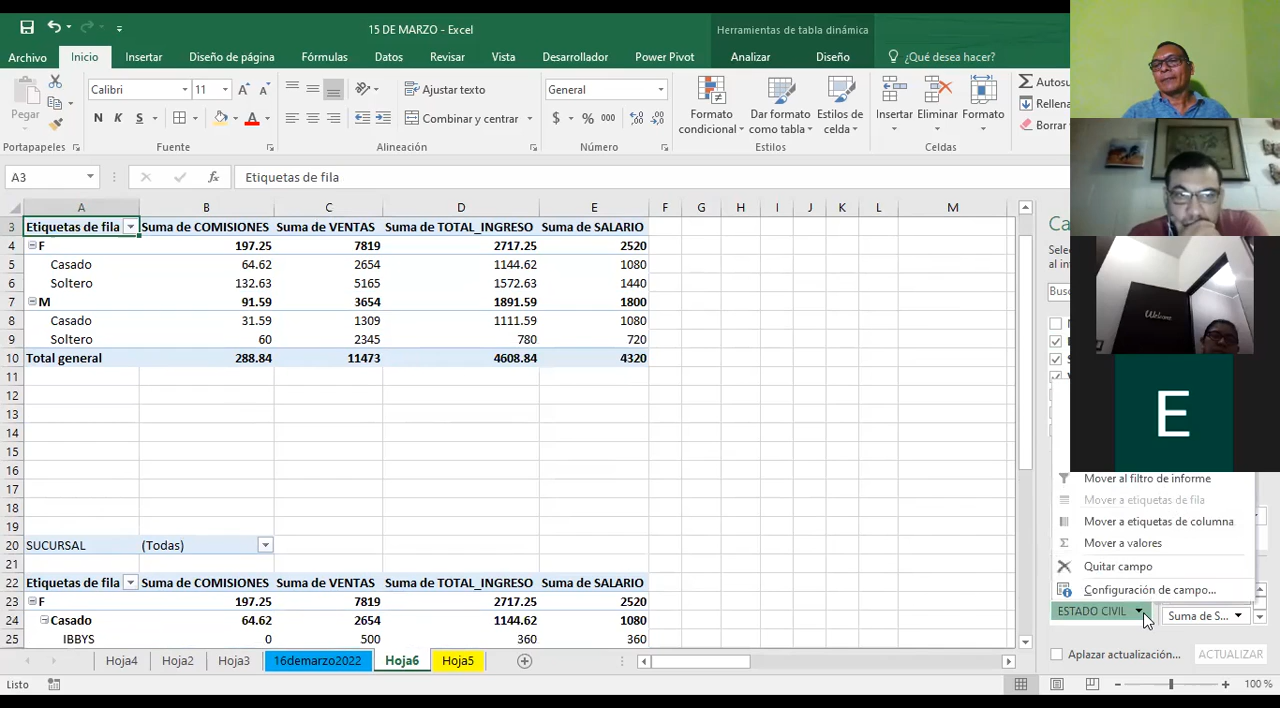 15 DE MARZO - Excel
Herramientas de tabla dinámica
Archivo Inicio Insertar Diseño de página Fórmulas Datos Revisar Vista Desarrollador Power Pivot Analizar Diseño ¿Qué desea hacer?
Pegar
Calibri 11
N K S
Ajustar texto
Combinar y centrar
General
$ % 000
Formato condicional
Dar formato como tabla
Estilos de celda
Insertar Eliminar Formato
Borrar
Portapapeles Fuente Alineación Número Estilos Celdas
A3 fx Etiquetas de fila
A B C D E F G H I J K L M
3 Etiquetas de fila Suma de COMISIONES Suma de VENTAS Suma de TOTAL_INGRESO Suma de SALARIO
4 F 197.25 7819 2717.25 2520
5 Casado 64.62 2654 1144.62 1080
6 Soltero 132.63 5165 1572.63 1440
7 M 91.59 3654 1891.59 1800
8 Casado 31.59 1309 1111.59 1080
9 Soltero 60 2345 780 720
10 Total general 288.84 11473 4608.84 4320
11
12
13
14
15
16
17
18
19
20 SUCURSAL (Todas)
21
22 Etiquetas de fila Suma de COMISIONES Suma de VENTAS Suma de TOTAL_INGRESO Suma de SALARIO
23 F 197.25 7819 2717.25 2520
24 Casado 64.62 2654 1144.62 1080
25 IBBYS 0 500 360 360
Welcome
E
Mover al filtro de informe
Mover a etiquetas de fila
Mover a etiquetas de columna
Mover a valores
Quitar campo
Configuración de campo...
ESTADO CIVIL Suma de S...
Aplazar actualización... ACTUALIZAR
Hoja4 Hoja2 Hoja3 16demarzo2022 Hoja6 Hoja5
Listo 100 %